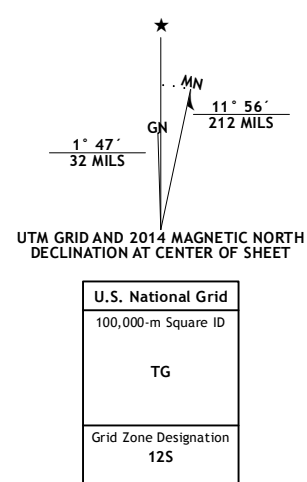 ★
MN
GN
11° 56´
212 MILS
1° 47´
32 MILS
UTM GRID AND 2014 MAGNETIC NORTH
DECLINATION AT CENTER OF SHEET
U.S. National Grid
100,000-m Square ID
TG
Grid Zone Designation
12S